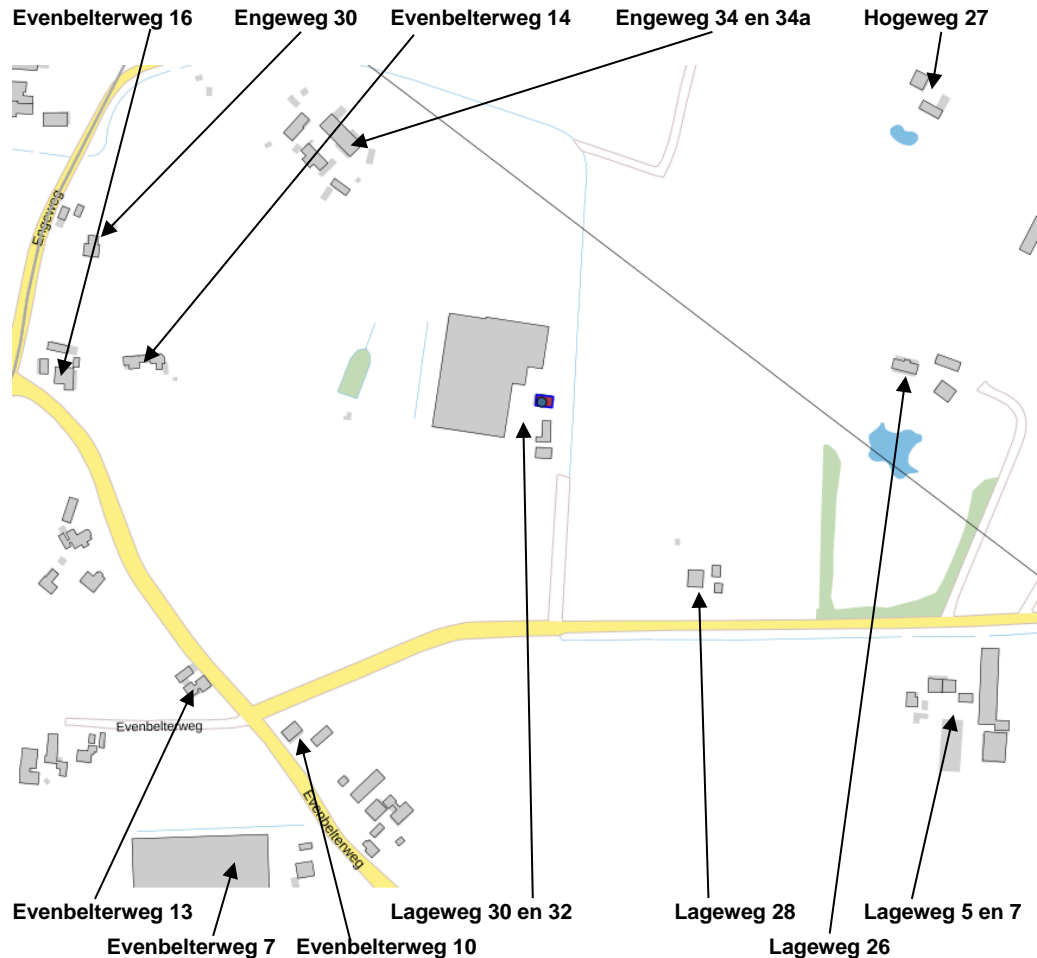 Evenbelterweg 16 Engeweg 30 Evenbelterweg 14 Engeweg 34 en 34a Hogeweg 27
Engeweg
Evenbelterweg
Evenbelterweg
Evenbelterweg 13 Lageweg 30 en 32 Lageweg 28 Lageweg 5 en 7
Evenbelterweg 7 Evenbelterweg 10 Lageweg 26